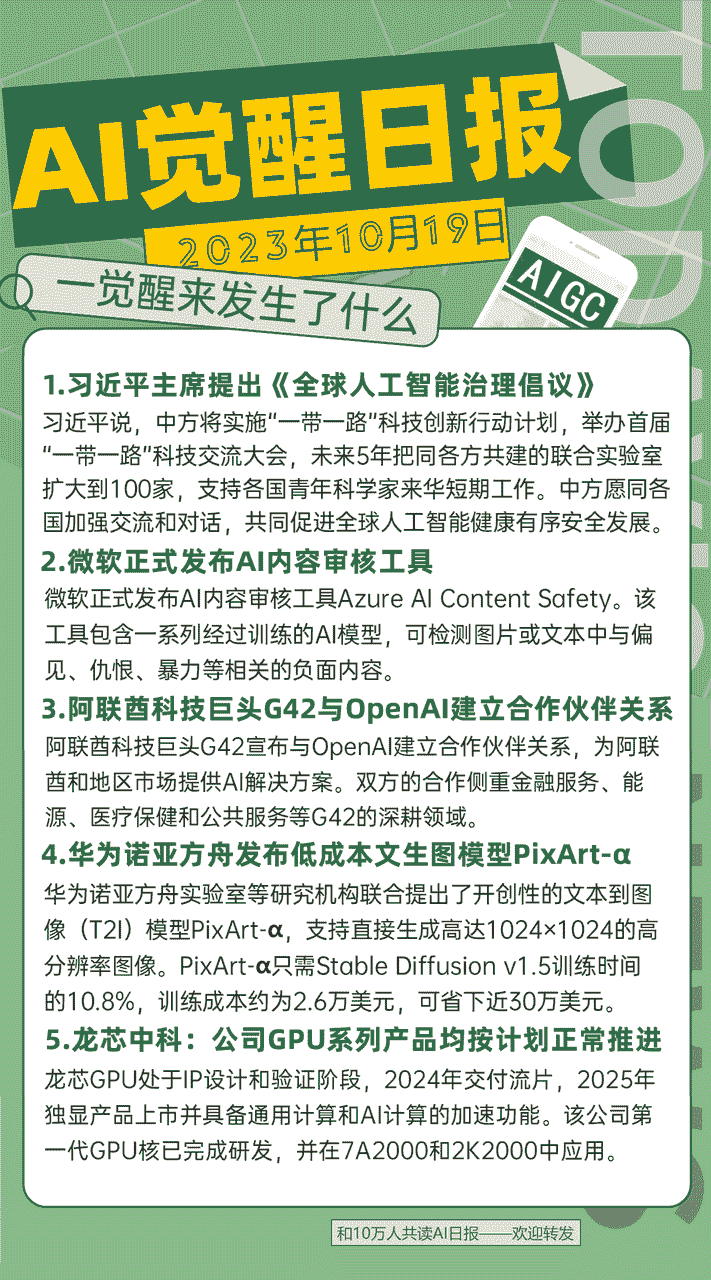 AI觉醒日报
2023年10月19日
一觉醒来发生了什么
AIGC
1.习近平主席提出《全球人工智能治理倡议》
习近平说，中方将实施“一带一路”科技创新行动计划，举办首届
“一带一路”科技交流大会，未来5年把同各方共建的联合实验室
扩大到100家，支持各国青年科学家来华短期工作。中方愿同各
国加强交流和对话，共同促进全球人工智能健康有序安全发展。
2.微软正式发布AI内容审核工具
微软正式发布AI内容审核工具Azure AI Content Safety。该
工具包含一系列经过训练的AI模型，可检测图片或文本中与偏
见、仇恨、暴力等相关的负面内容。
3.阿联酋科技巨头G42与OpenAI建立合作伙伴关系
阿联酋科技巨头G42宣布与OpenAI建立合作伙伴关系，为阿联
酋和地区市场提供AI解决方案。双方的合作侧重金融服务、能
源、医疗保健和公共服务等G42的深耕领域。
4.华为诺亚方舟发布低成本文生图模型PixArt-α
华为诺亚方舟实验室等研究机构联合提出了开创性的文本到图
像（T2I）模型PixArt-α，支持直接生成高达1024×1024的高
分辨率图像。PixArt-α只需Stable Diffusion v1.5训练时间
的10.8%，训练成本约为2.6万美元，可省下近30万美元。
5.龙芯中科：公司GPU系列产品均按计划正常推进
龙芯GPU处于IP设计和验证阶段，2024年交付流片，2025年
独显产品上市并具备通用计算和AI计算的加速功能。该公司第
一代GPU核已完成研发，并在7A2000和2K2000中应用。
和10万人共读AI日报——欢迎转发